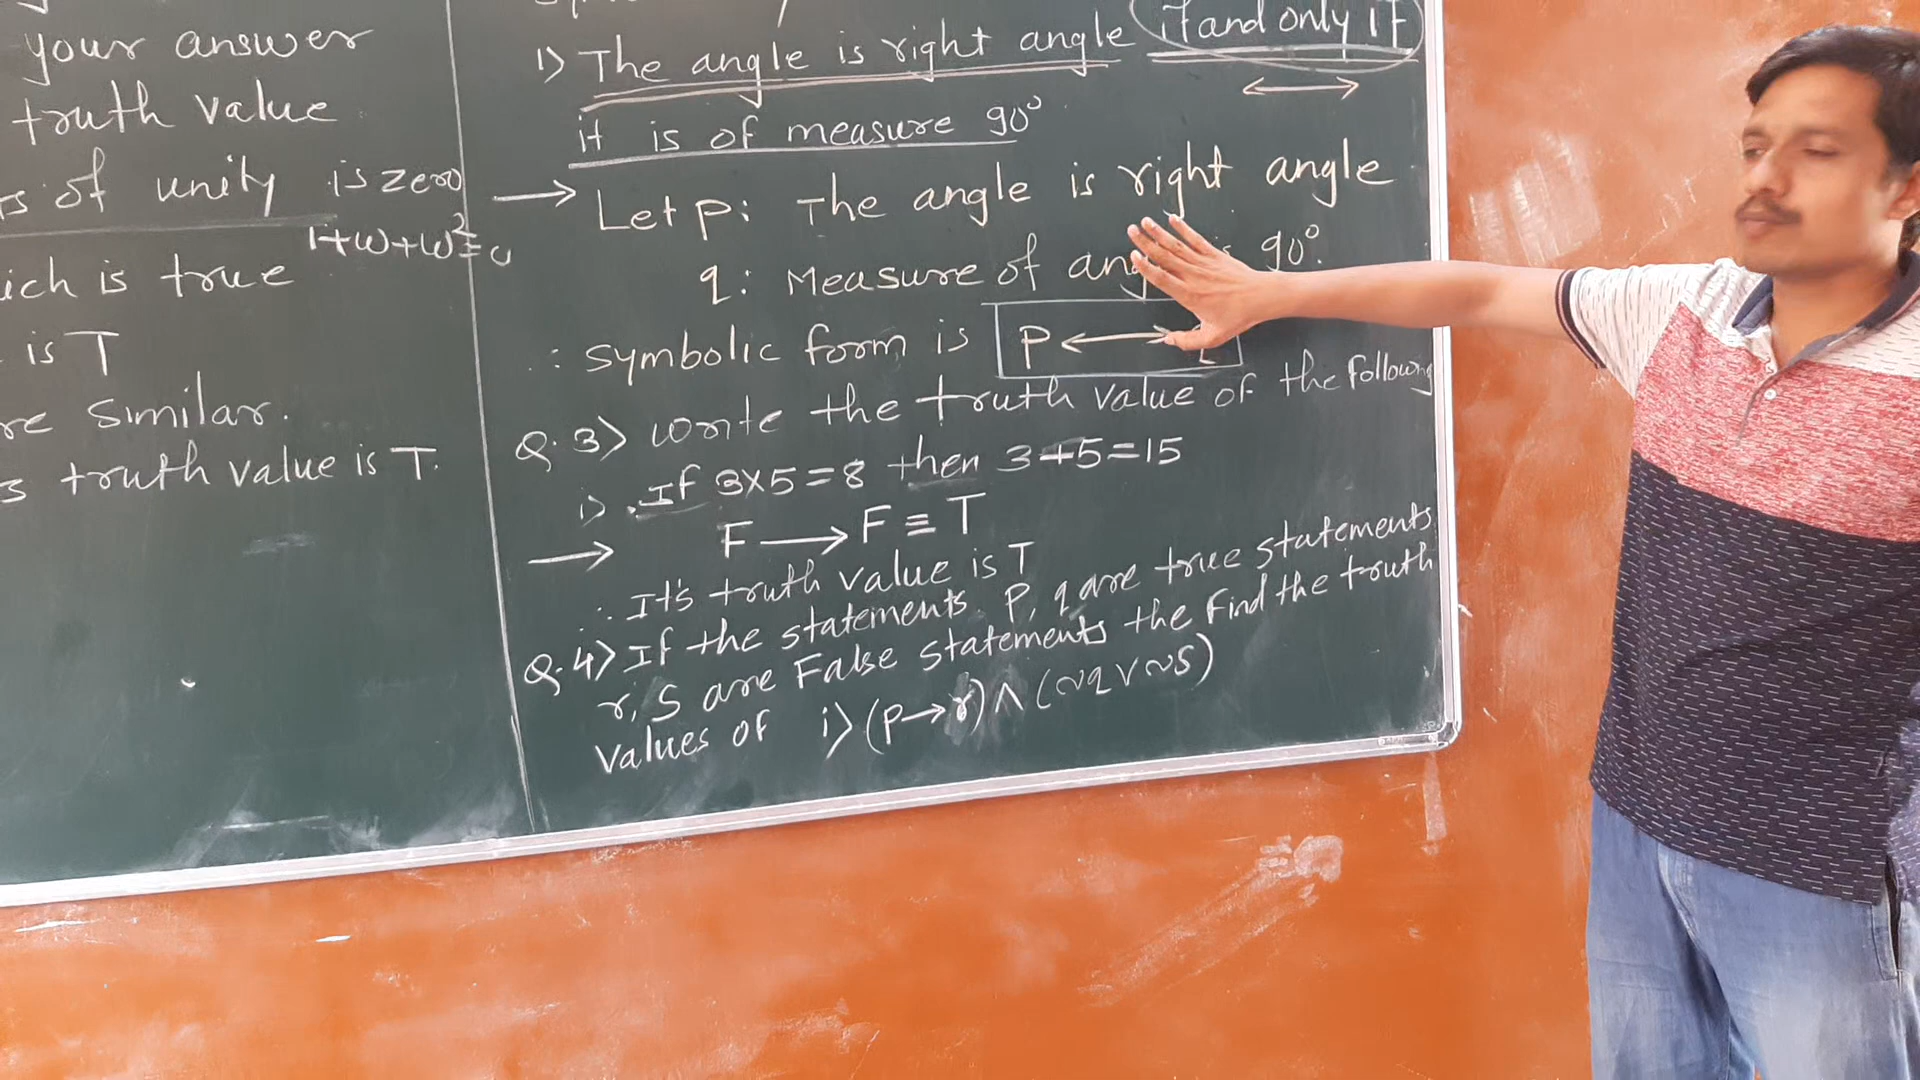 your answer
truth value
of unity is zero
1+ω+ω²=0
is true
is T
Similar.
truth value is T.
1) The angle is right angle if and only if
it is of measure 90°
→ Let p: The angle is right angle
q: Measure of 90°.
∴ symbolic form is P ↔
Q.3) Write the truth value of the following
i) If 3×5=8 then 3+5=15
→ F → F ≡ T
∴ It's truth value is T
Q.4) If the statements P, q are true statements
r, S are False statements the Find the truth
values of i) (p→r)∧(~q∨~s)